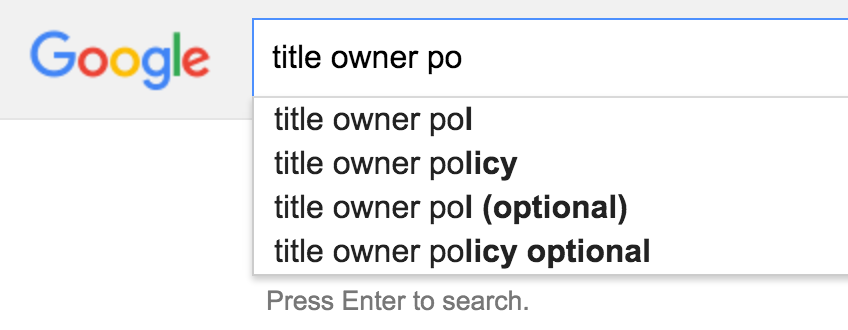 Google
title owner po
title owner pol
title owner policy
title owner pol (optional)
title owner policy optional
Press Enter to search.